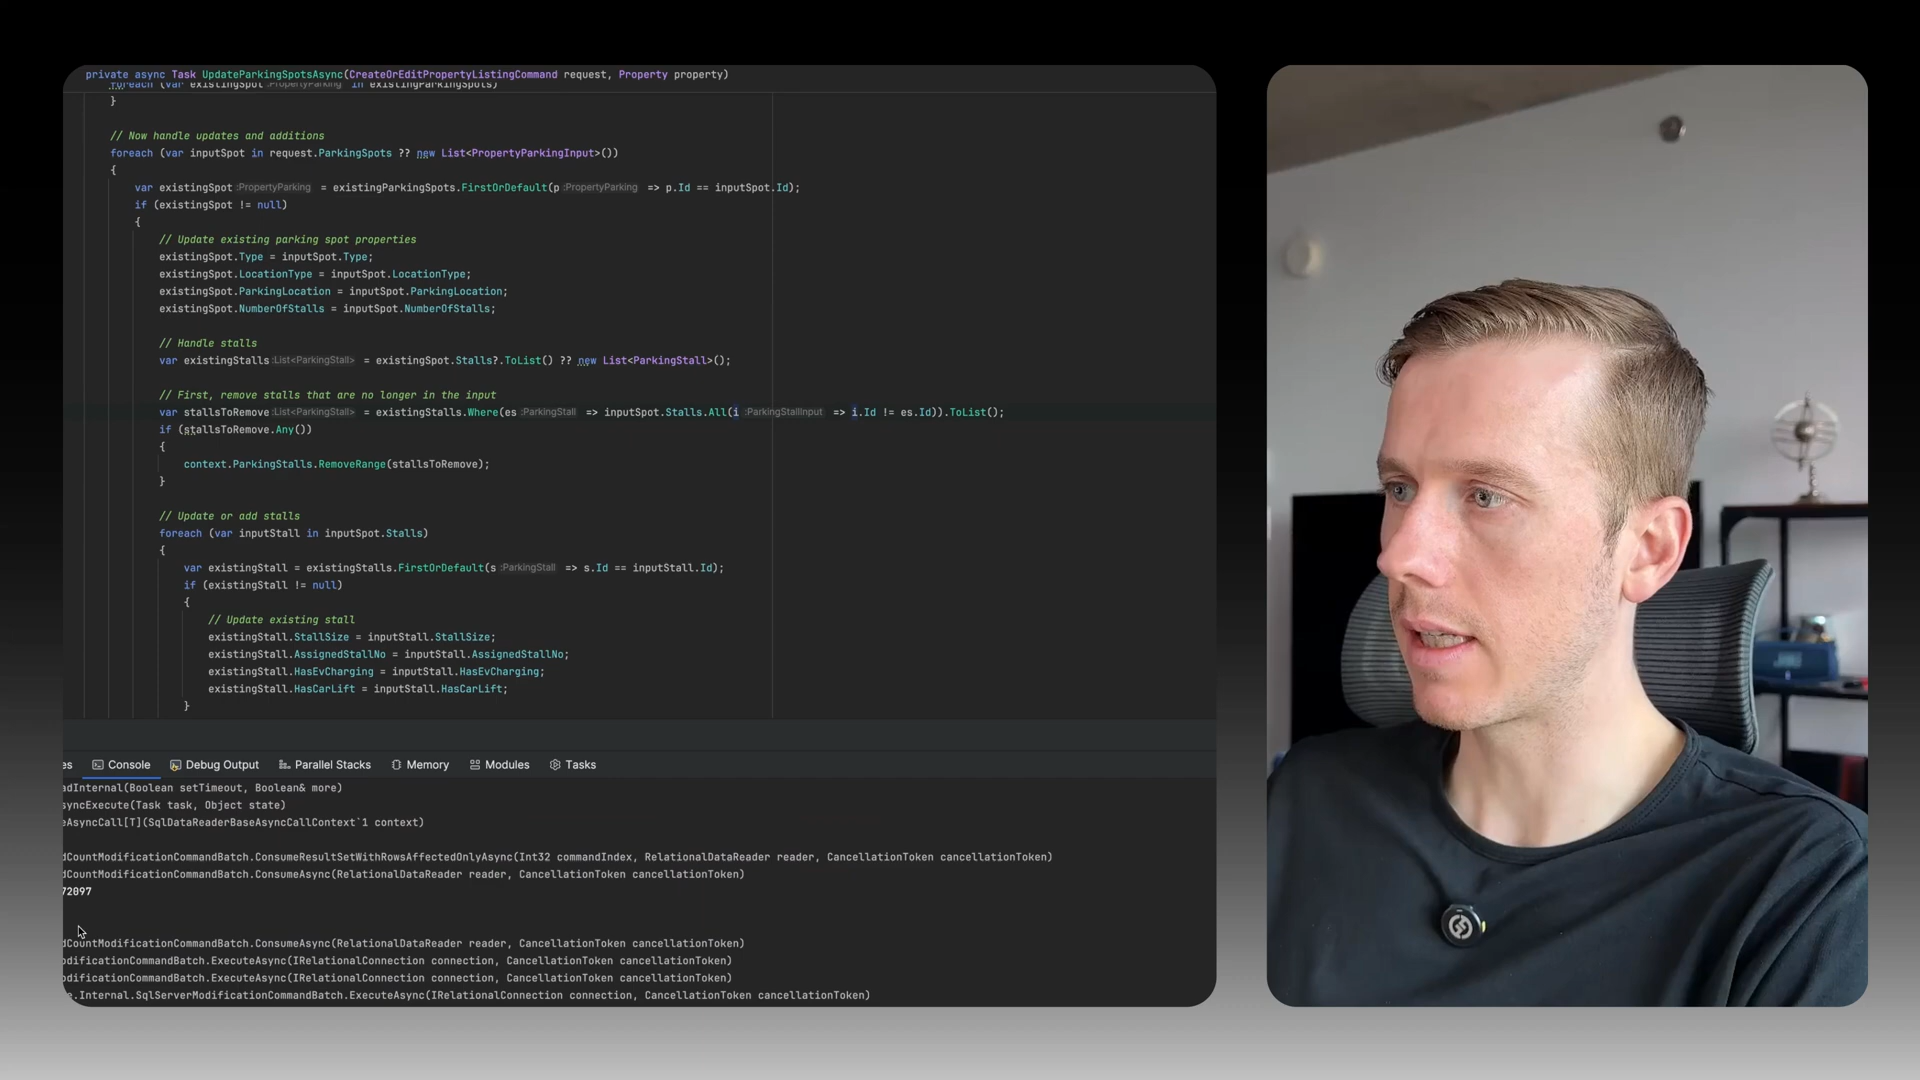 private async Task UpdateParkingSpotsAsync(CreateOrEditPropertyListingCommand request, Property property)
foreach (var existingSpot :PropertyParking in existingParkingSpots)
}
// Now handle updates and additions
foreach (var inputSpot in request.ParkingSpots ?? new List<PropertyParkingInput>())
{
var existingSpot :PropertyParking = existingParkingSpots.FirstOrDefault(p :PropertyParking => p.Id == inputSpot.Id);
if (existingSpot != null)
{
// Update existing parking spot properties
existingSpot.Type = inputSpot.Type;
existingSpot.LocationType = inputSpot.LocationType;
existingSpot.ParkingLocation = inputSpot.ParkingLocation;
existingSpot.NumberOfStalls = inputSpot.NumberOfStalls;
// Handle stalls
var existingStalls :List<ParkingStall> = existingSpot.Stalls?.ToList() ?? new List<ParkingStall>();
// First, remove stalls that are no longer in the input
var stallsToRemove :List<ParkingStall> = existingStalls.Where(es :ParkingStall => inputSpot.Stalls.All(i :ParkingStallInput => i.Id != es.Id)).ToList();
if (stallsToRemove.Any())
{
context.ParkingStalls.RemoveRange(stallsToRemove);
}
// Update or add stalls
foreach (var inputStall in inputSpot.Stalls)
{
var existingStall = existingStalls.FirstOrDefault(s :ParkingStall => s.Id == inputStall.Id);
if (existingStall != null)
{
// Update existing stall
existingStall.StallSize = inputStall.StallSize;
existingStall.AssignedStallNo = inputStall.AssignedStallNo;
existingStall.HasEvCharging = inputStall.HasEvCharging;
existingStall.HasCarLift = inputStall.HasCarLift;
}
es Console Debug Output Parallel Stacks Memory Modules Tasks
adInternal(Boolean setTimeout, Boolean& more)
syncExecute(Task task, Object state)
eAsyncCall[T](SqlDataReaderBaseAsyncCallContext`1 context)
dCountModificationCommandBatch.ConsumeResultSetWithRowsAffectedOnlyAsync(Int32 commandIndex, RelationalDataReader reader, CancellationToken cancellationToken)
dCountModificationCommandBatch.ConsumeAsync(RelationalDataReader reader, CancellationToken cancellationToken)
72097
dCountModificationCommandBatch.ConsumeAsync(RelationalDataReader reader, CancellationToken cancellationToken)
odificationCommandBatch.ExecuteAsync(IRelationalConnection connection, CancellationToken cancellationToken)
odificationCommandBatch.ExecuteAsync(IRelationalConnection connection, CancellationToken cancellationToken)
e.Internal.SqlServerModificationCommandBatch.ExecuteAsync(IRelationalConnection connection, CancellationToken cancellationToken)